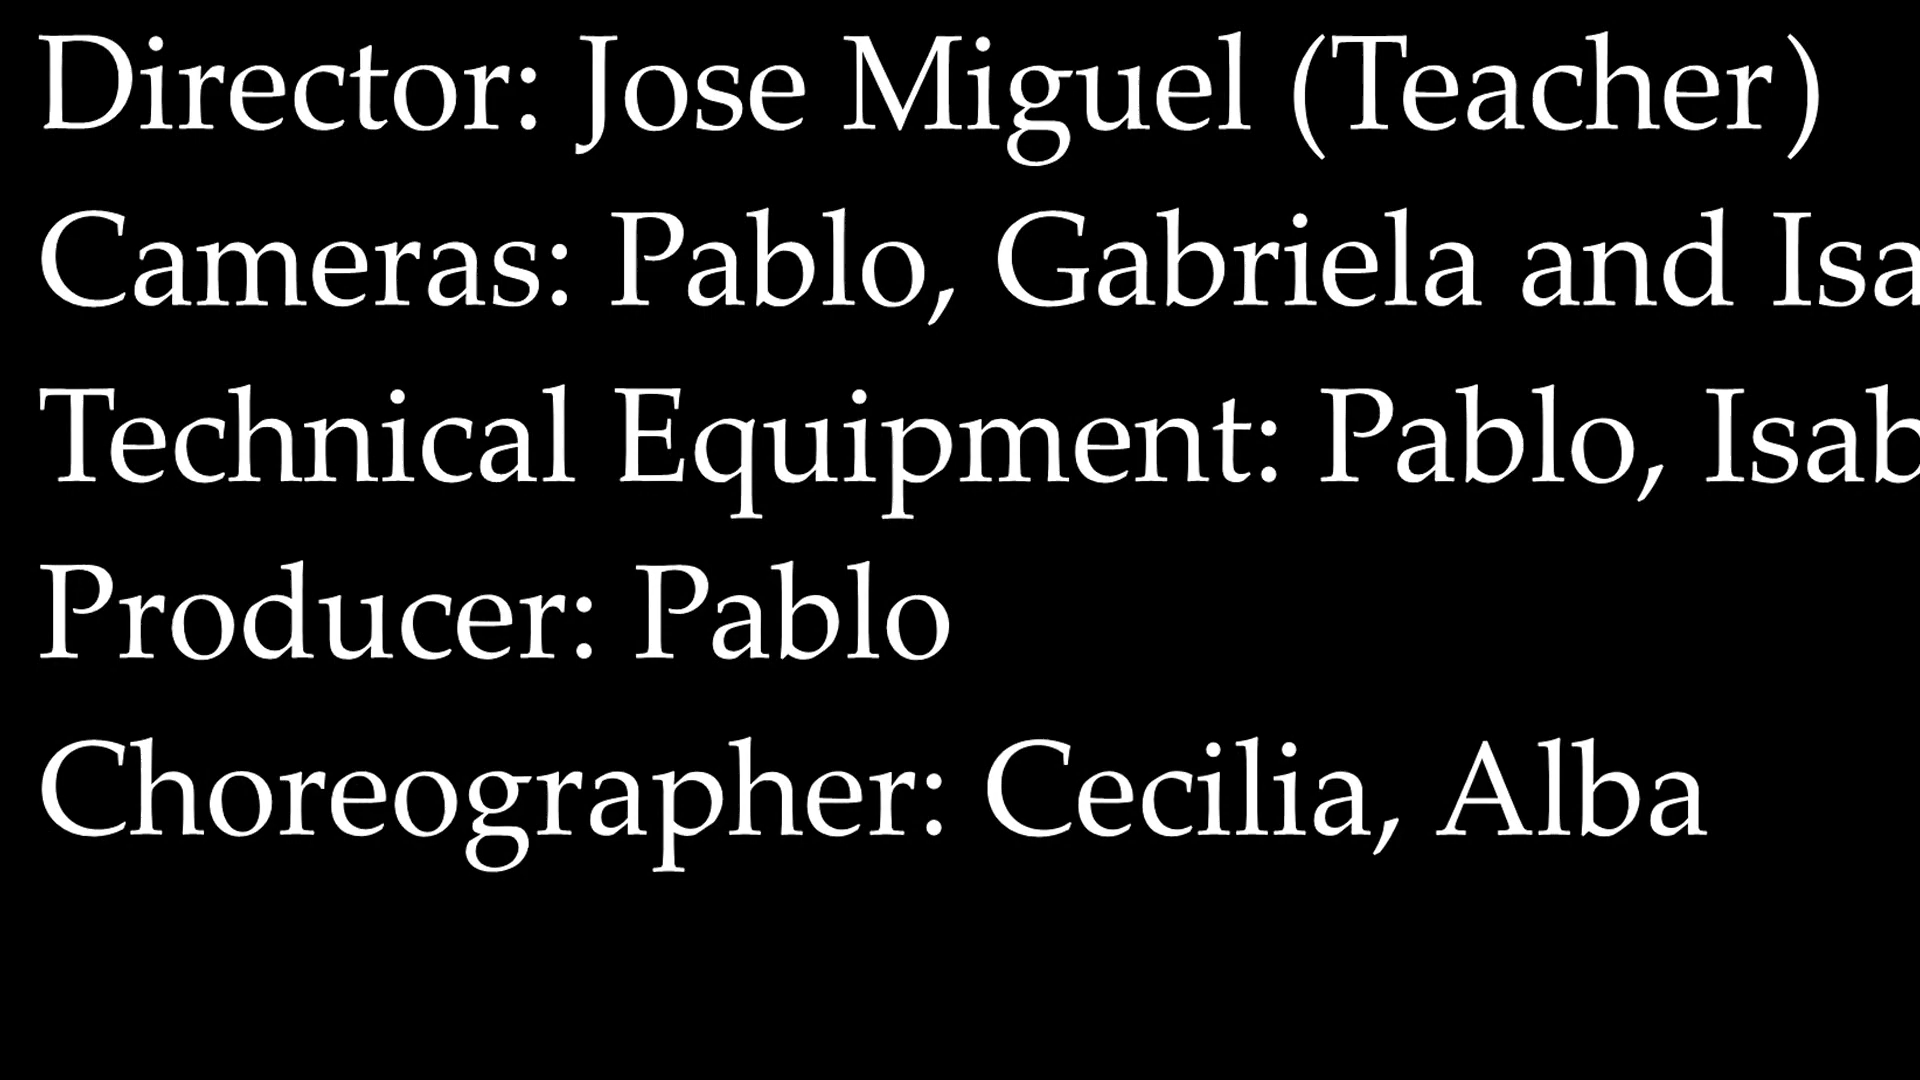 Director: Jose Miguel (Teacher)
Cameras: Pablo, Gabriela and Isa
Technical Equipment: Pablo, Isab
Producer: Pablo
Choreographer: Cecilia, Alba